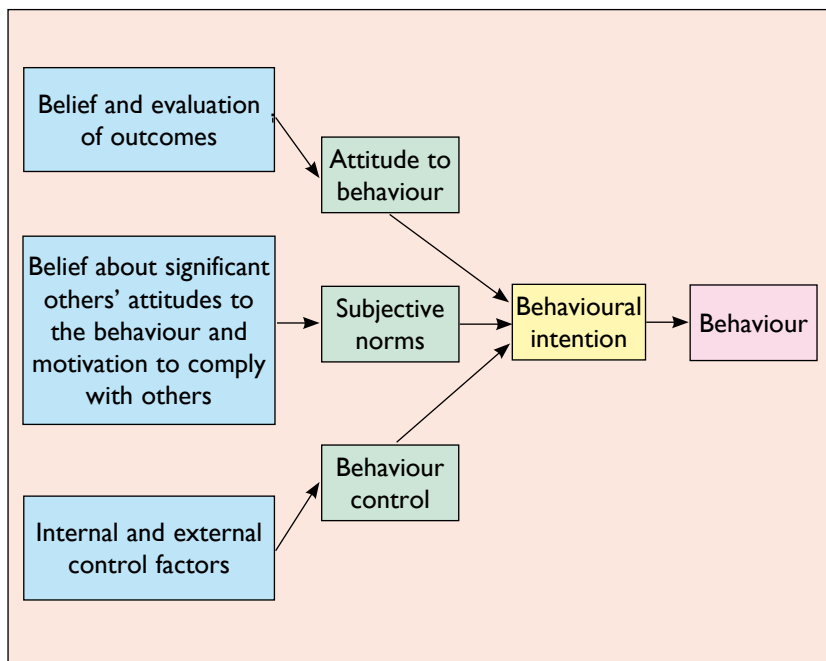 Belief and evaluation
of outcomes
Attitude to
behaviour
Belief about significant
others’ attitudes to
the behaviour and
motivation to comply
with others
Subjective
norms
Behavioural
intention
Behaviour
Behaviour
control
Internal and external
control factors